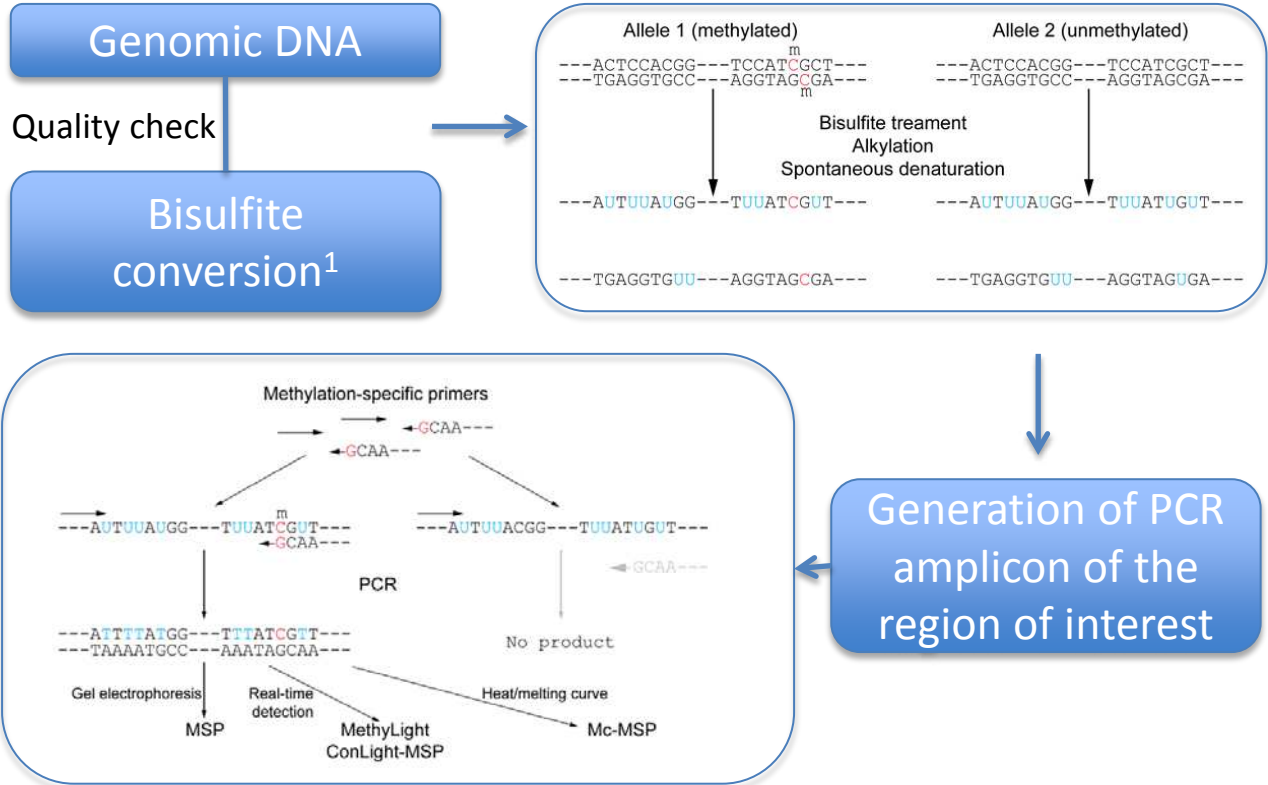 Genomic DNA
Quality check
Bisulfite
conversion1
Allele 1 (methylated)
m
---ACTCCACGG---TCCATCGCT---
---TGAGGTGCC---AGGTAGCGA---
m
Allele 2 (unmethylated)
---ACTCCACGG---TCCATCGCT---
---TGAGGTGCC---AGGTAGCGA---
Bisulfite treament
Alkylation
Spontaneous denaturation
---AUTUUAUGG---TUUATCGUT---
---AUTUUAUGG---TUUATUGUT---
---TGAGGTGUU---AGGTAGCGA---
---TGAGGTGUU---AGGTAGUGA---
Generation of PCR
amplicon of the
region of interest
Methylation-specific primers
GCAA---
GCAA---
m
---AUTUUAUGG---TUUATCGUT---
GCAA---
---AUTUUACGG---TUUATUGUT---
GCAA---
PCR
---ATTTTATGG---TTTATCGTT---
---TAAAATGCC---AAATAGCAA---
No product
Gel electrophoresis
Real-time
detection
Heat/melting curve
MSP
MethyLight
ConLight-MSP
Mc-MSP